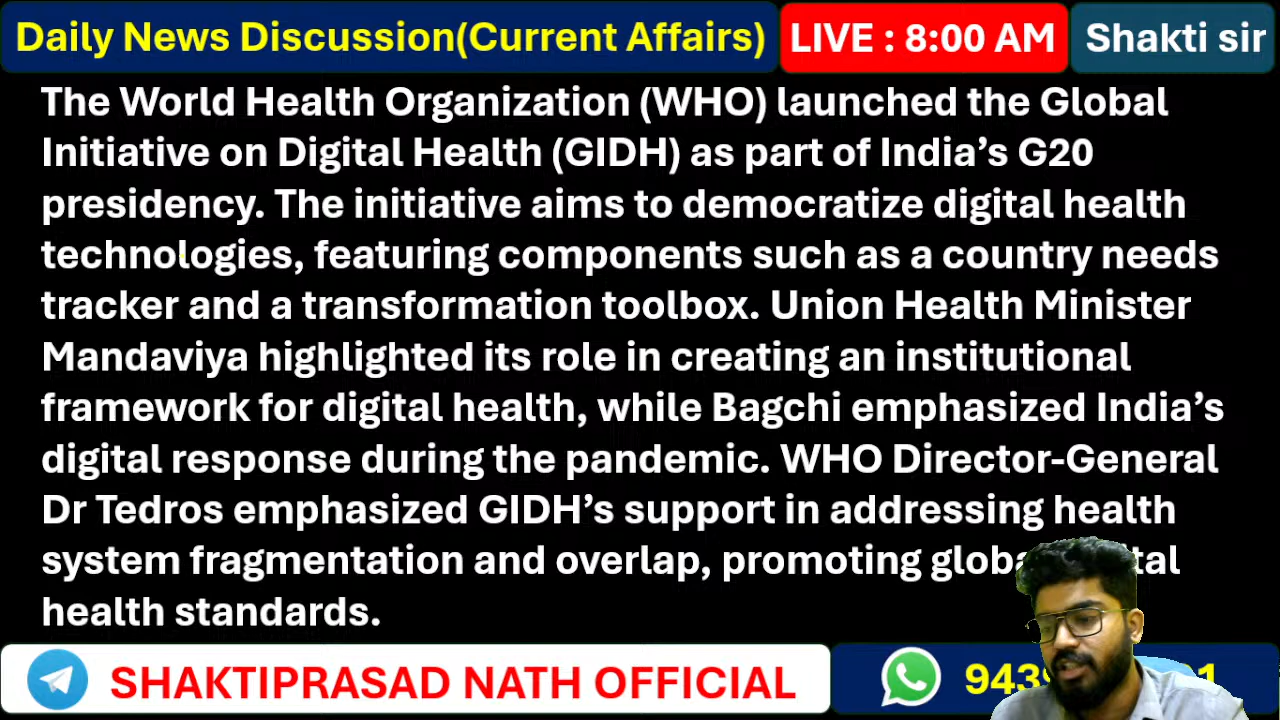 Daily News Discussion(Current Affairs)
LIVE : 8:00 AM
Shakti sir
The World Health Organization (WHO) launched the Global
Initiative on Digital Health (GIDH) as part of India’s G20
presidency. The initiative aims to democratize digital health
technologies, featuring components such as a country needs
tracker and a transformation toolbox. Union Health Minister
Mandaviya highlighted its role in creating an institutional
framework for digital health, while Bagchi emphasized India’s
digital response during the pandemic. WHO Director-General
Dr Tedros emphasized GIDH’s support in addressing health
system fragmentation and overlap, promoting
health standards.
SHAKTIPRASAD NATH OFFICIAL